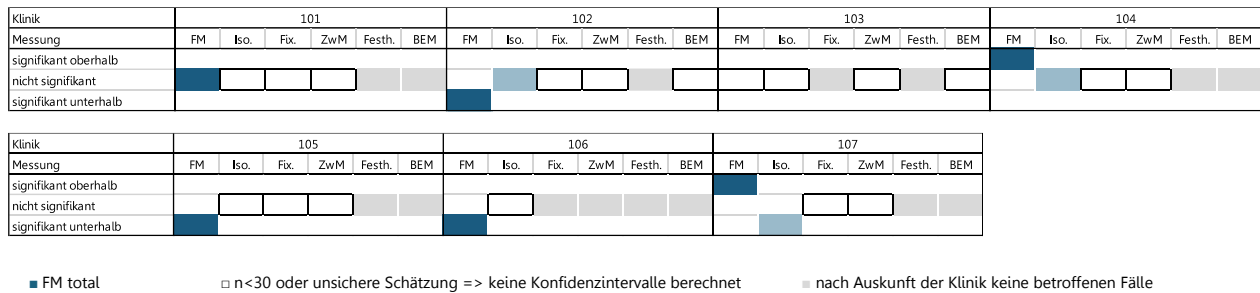 Klinik 101 102 103 104
Messung FM Iso. Fix. ZwM Festh. BEM FM Iso. Fix. ZwM Festh. BEM FM Iso. Fix. ZwM Festh. BEM FM Iso. Fix. ZwM Festh. BEM
signifikant oberhalb
nicht signifikant
signifikant unterhalb
Klinik 105 106 107
Messung FM Iso. Fix. ZwM Festh. BEM FM Iso. Fix. ZwM Festh. BEM FM Iso. Fix. ZwM Festh. BEM
signifikant oberhalb
nicht signifikant
signifikant unterhalb
FM total n<30 oder unsichere Schätzung => keine Konfidenzintervalle berechnet nach Auskunft der Klinik keine betroffenen Fälle